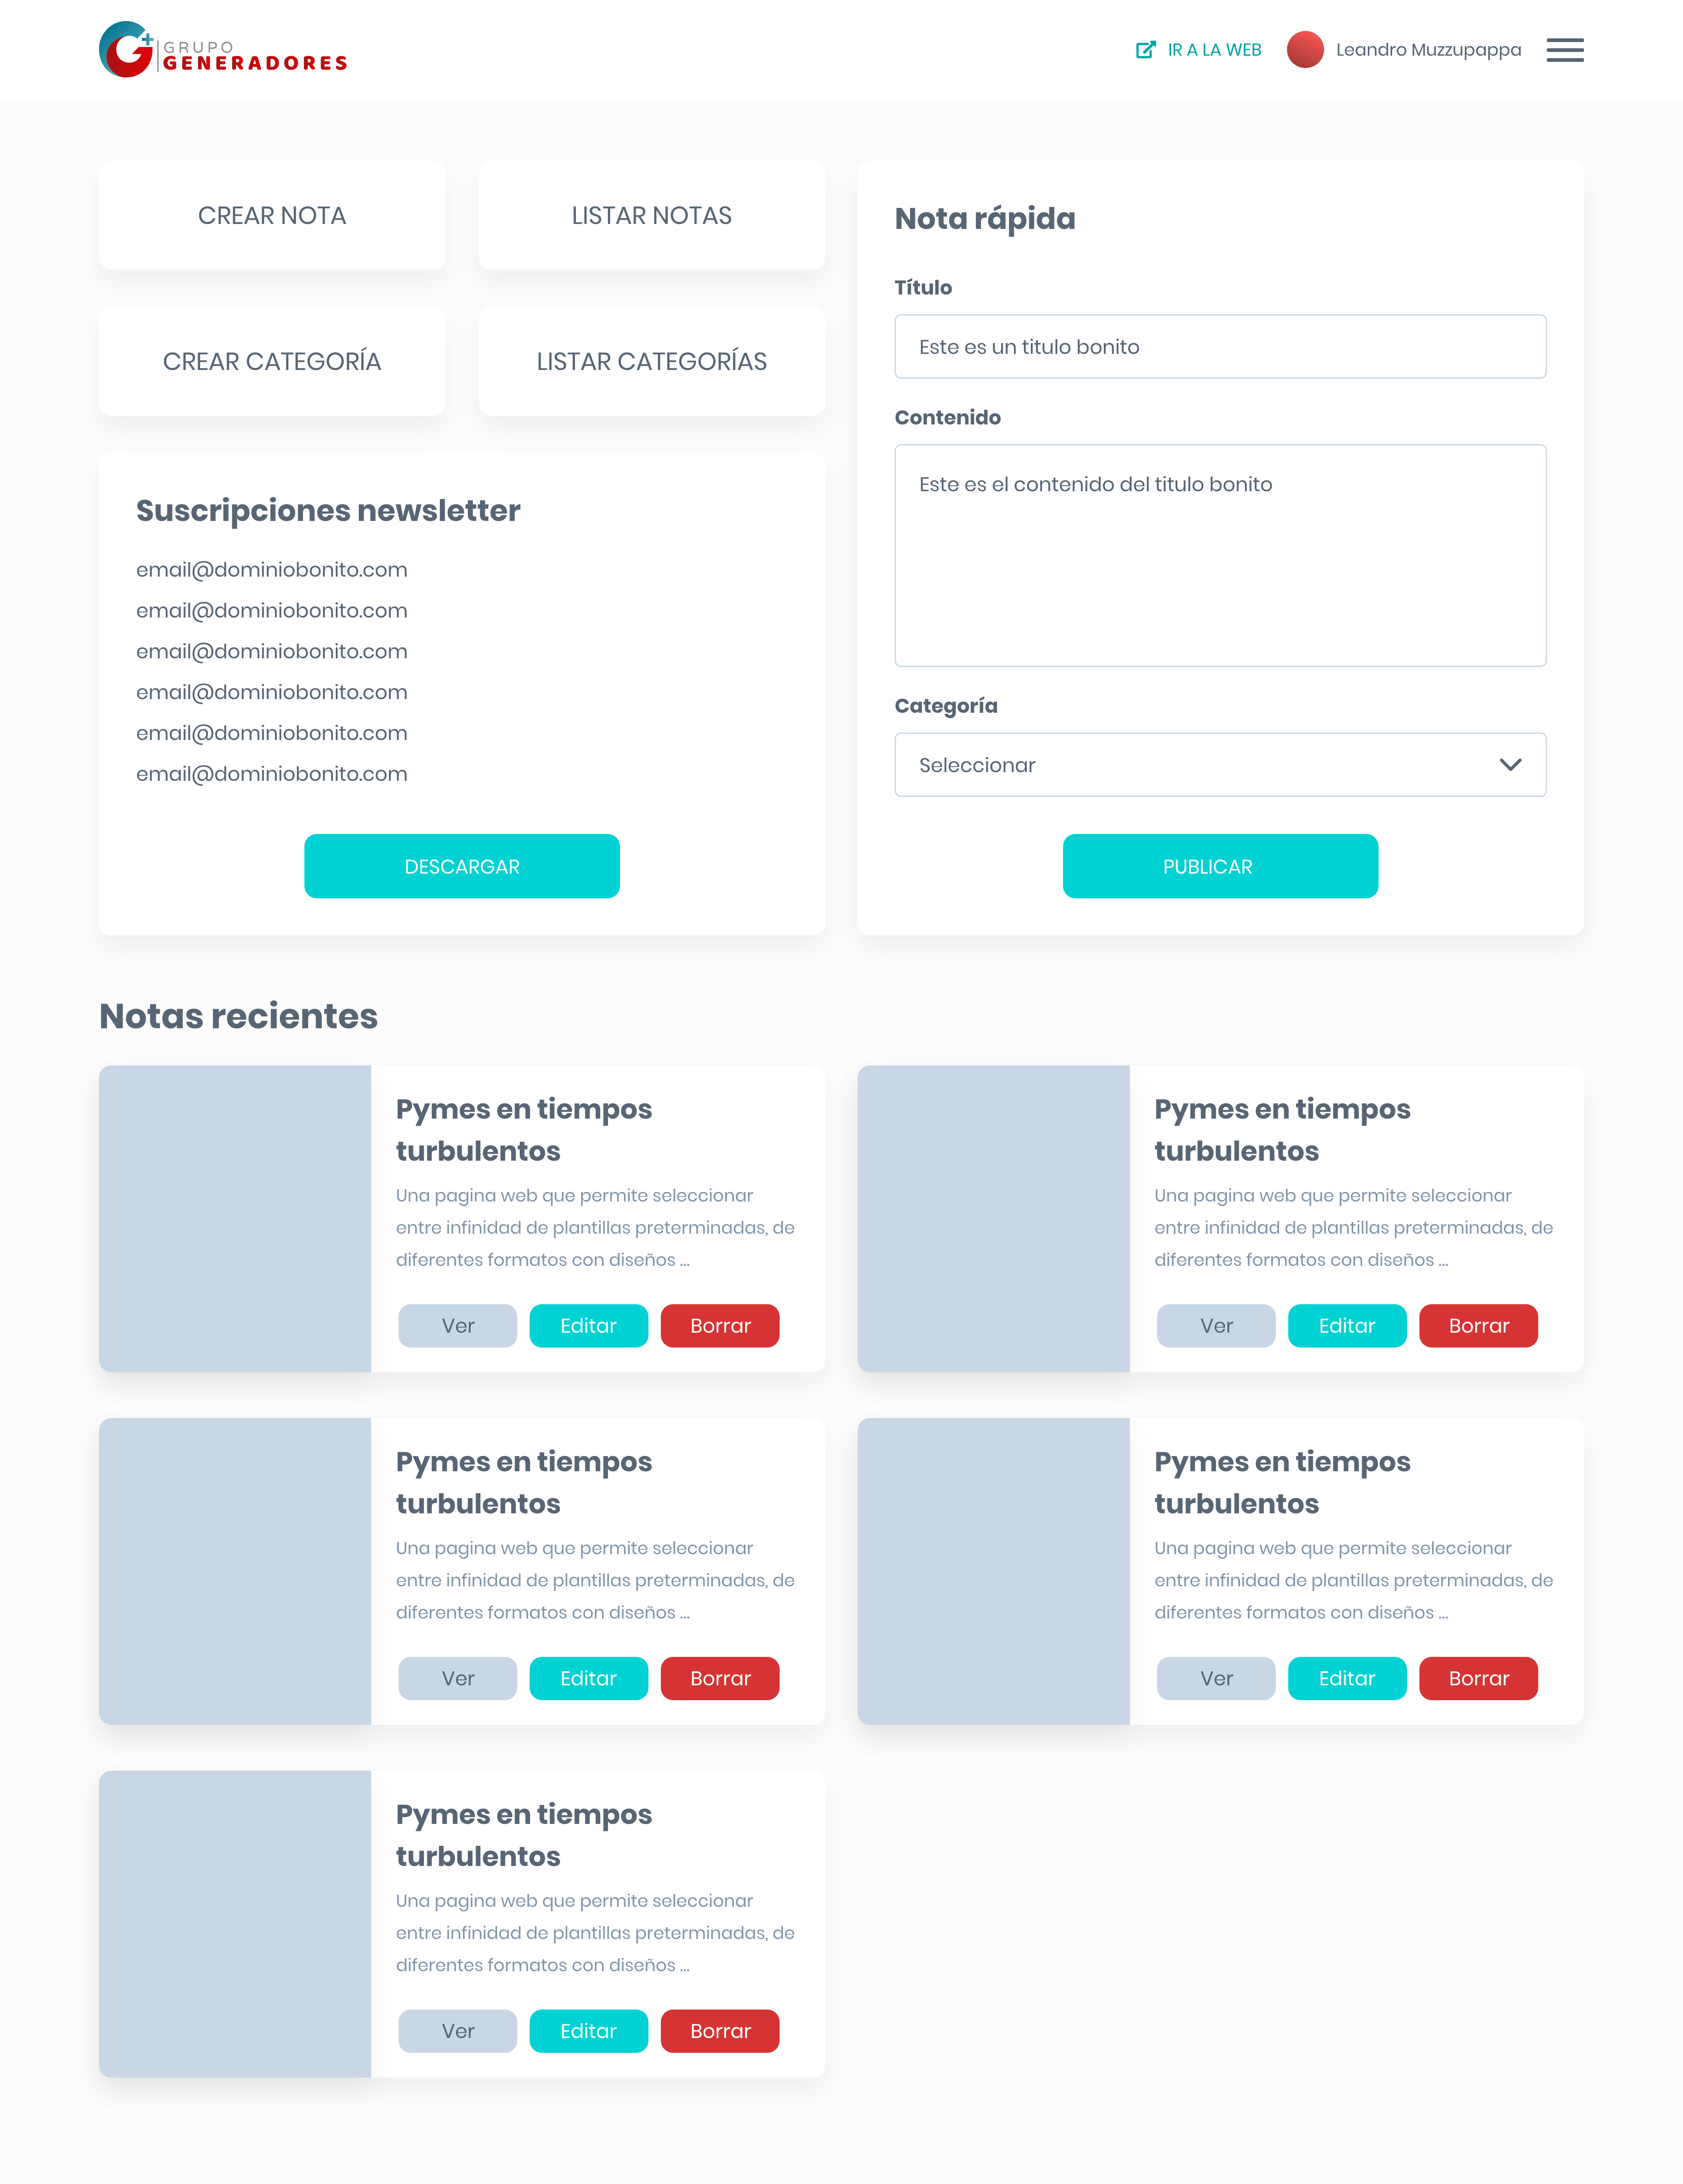 GRUPO
GENERADORES
IR A LA WEB
Leandro Muzzupappa
CREAR NOTA
LISTAR NOTAS
CREAR CATEGORÍA
LISTAR CATEGORÍAS
Suscripciones newsletter
email@dominiobonito.com
email@dominiobonito.com
email@dominiobonito.com
email@dominiobonito.com
email@dominiobonito.com
email@dominiobonito.com
DESCARGAR
Nota rápida
Título
Este es un titulo bonito
Contenido
Este es el contenido del titulo bonito
Categoría
Seleccionar
PUBLICAR
Notas recientes
Pymes en tiempos
turbulentos
Una pagina web que permite seleccionar
entre infinidad de plantillas preterminadas, de
diferentes formatos con diseños ...
Ver
Editar
Borrar
Pymes en tiempos
turbulentos
Una pagina web que permite seleccionar
entre infinidad de plantillas preterminadas, de
diferentes formatos con diseños ...
Ver
Editar
Borrar
Pymes en tiempos
turbulentos
Una pagina web que permite seleccionar
entre infinidad de plantillas preterminadas, de
diferentes formatos con diseños ...
Ver
Editar
Borrar
Pymes en tiempos
turbulentos
Una pagina web que permite seleccionar
entre infinidad de plantillas preterminadas, de
diferentes formatos con diseños ...
Ver
Editar
Borrar
Pymes en tiempos
turbulentos
Una pagina web que permite seleccionar
entre infinidad de plantillas preterminadas, de
diferentes formatos con diseños ...
Ver
Editar
Borrar